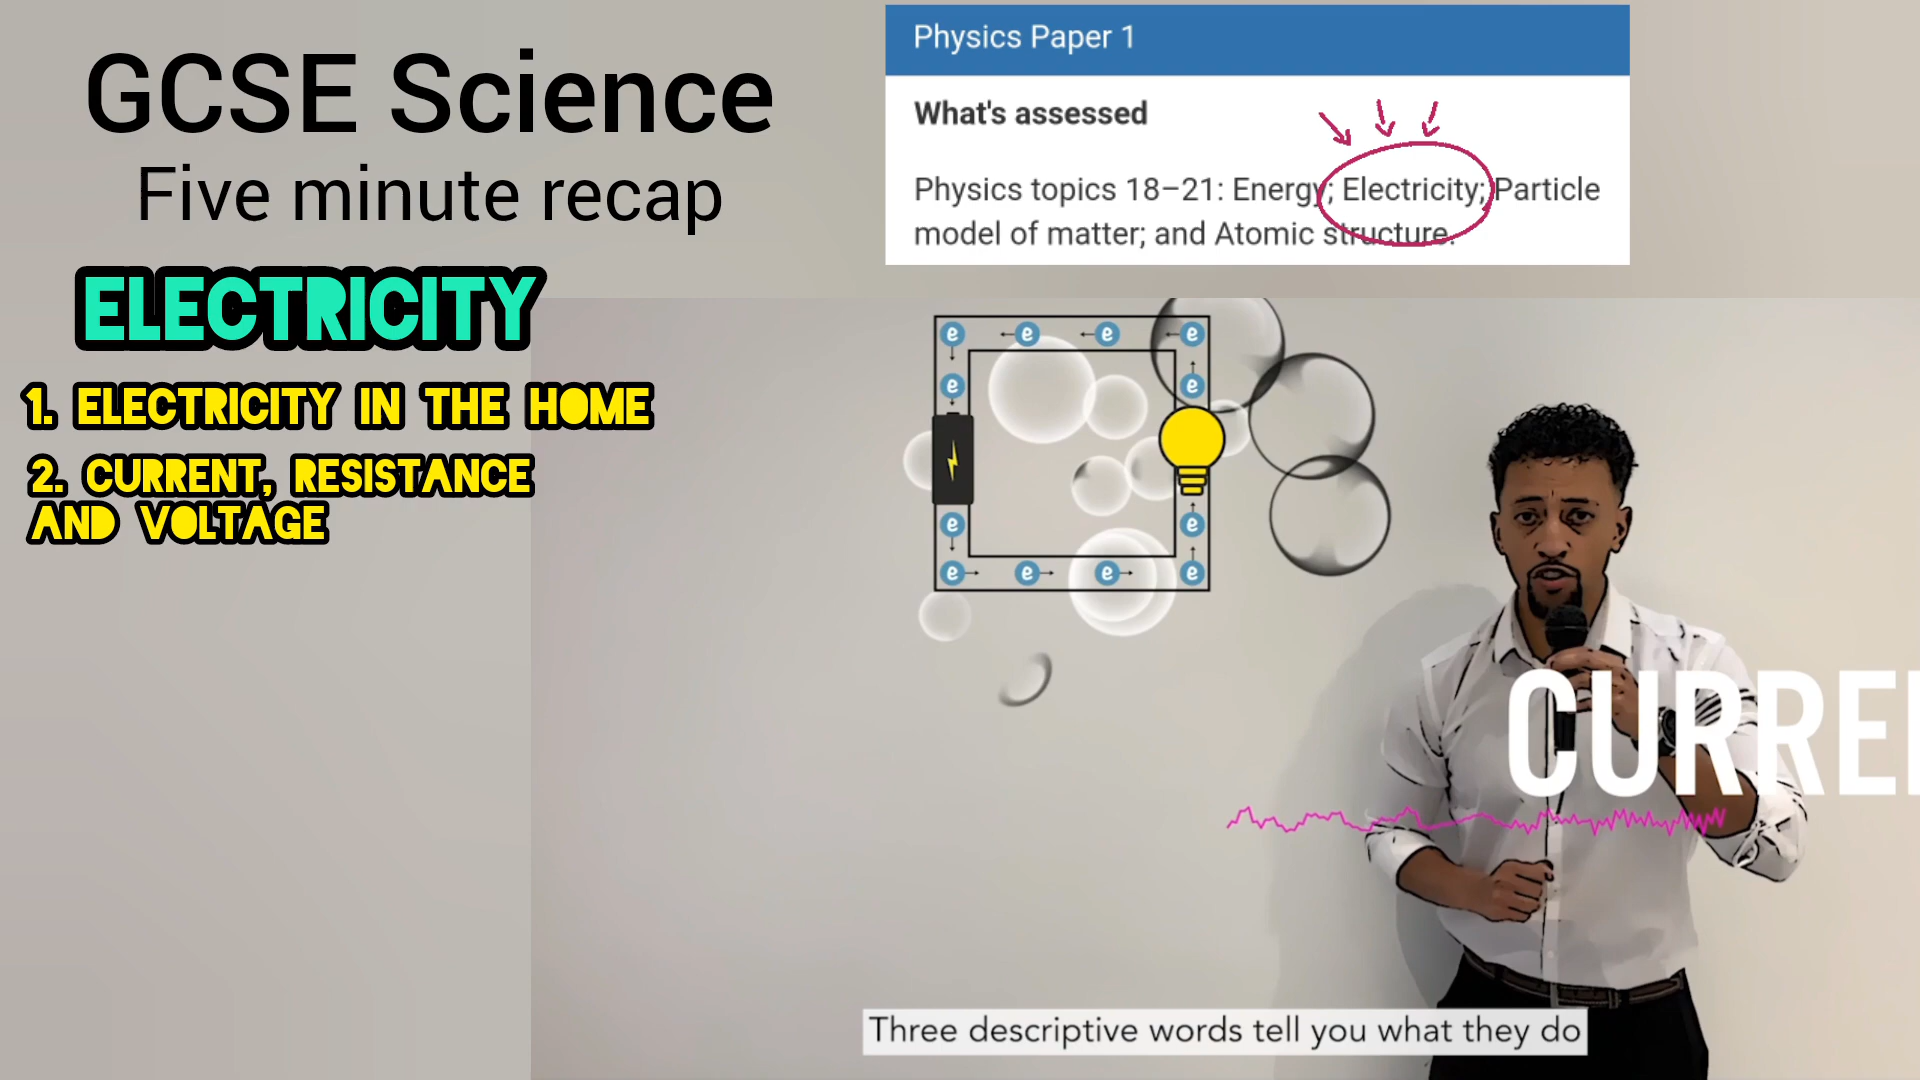 GCSE Science
Five minute recap
ELECTRICITY
1. ELECTRICITY IN THE HOME
2. CURRENT, RESISTANCE
AND VOLTAGE
Physics Paper 1
What's assessed
Physics topics 18–21: Energy; Electricity; Particle
model of matter; and Atomic structure.
e e e e
e e
e e
e e e e
CURRE
Three descriptive words tell you what they do